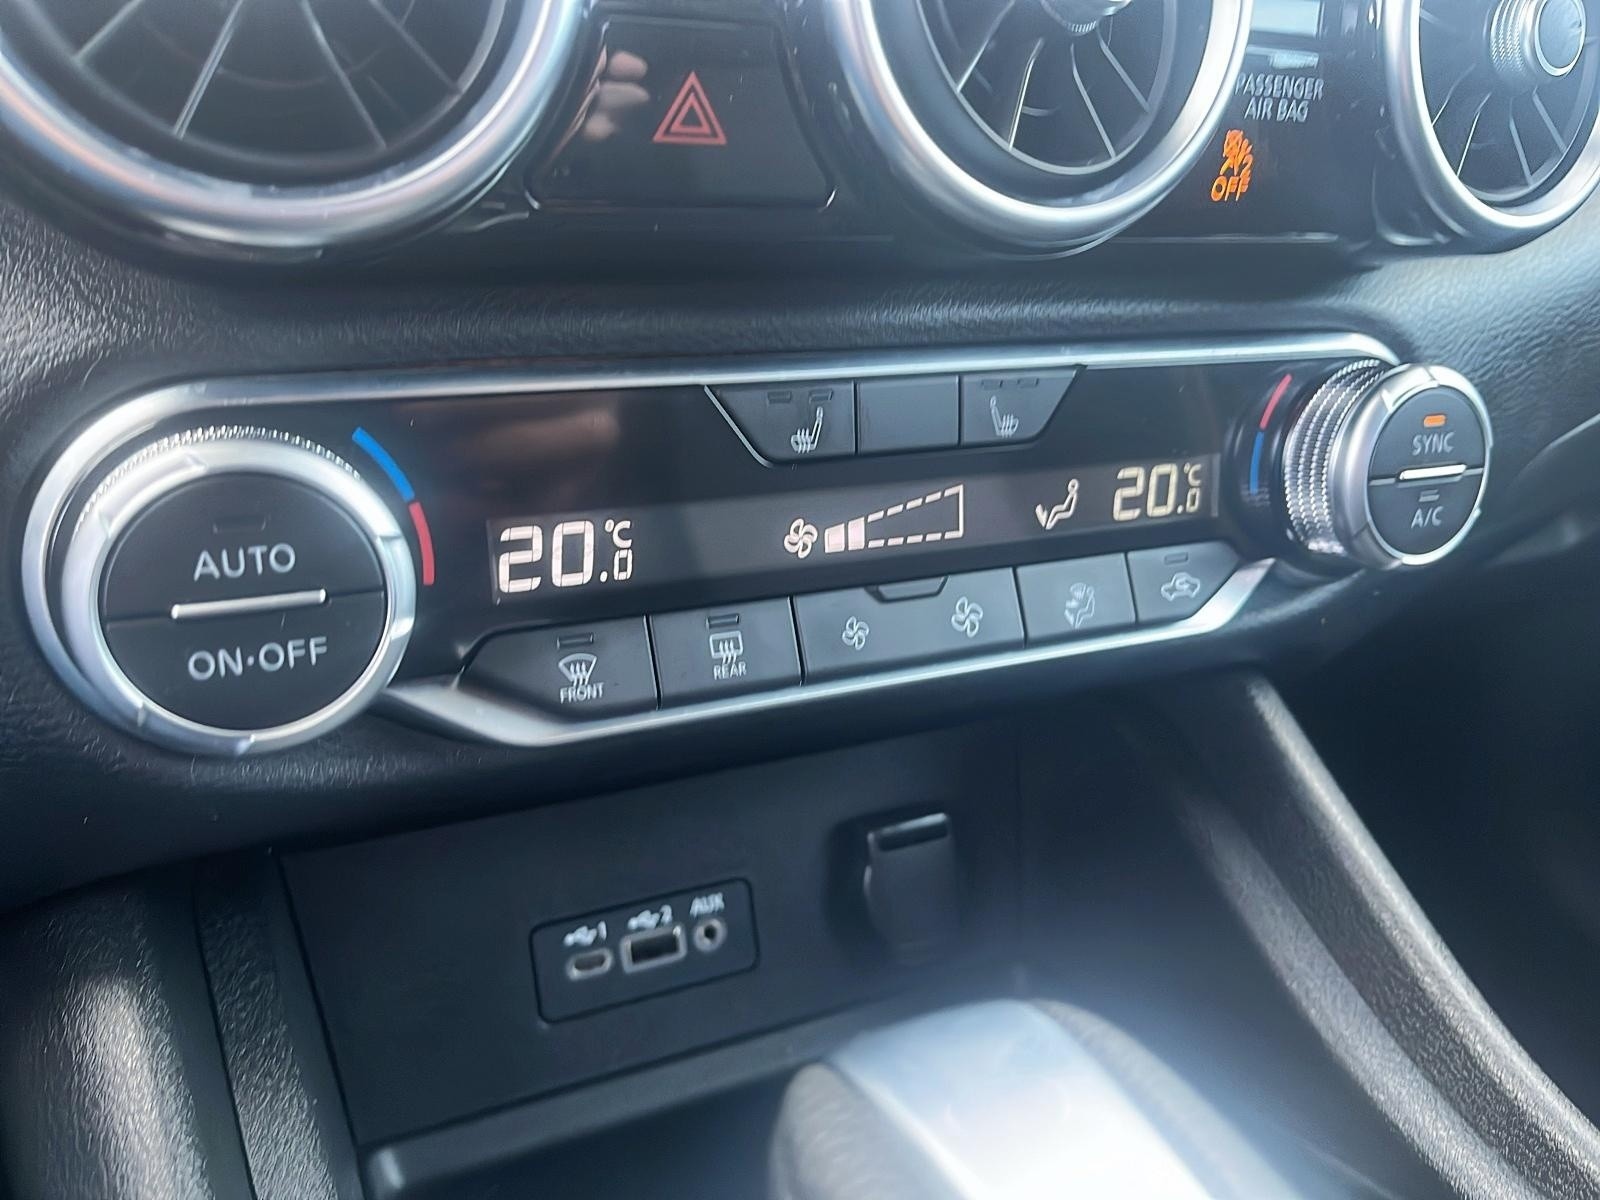 PASSENGER
AIR BAG
OFF
AUTO
ON·OFF
20.0°C
20.0°C
SYNC
A/C
FRONT
REAR
1
2
AUX